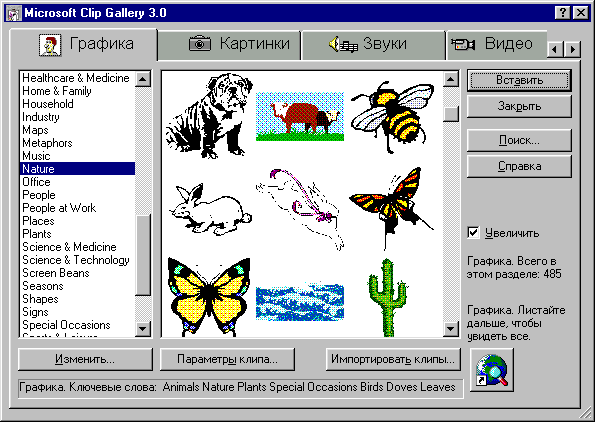 Microsoft Clip Gallery 3.0
Графика
Картинки
Звуки
Видео
Healthcare & Medicine
Home & Family
Household
Industry
Maps
Metaphors
Music
Nature
Office
People
People at Work
Places
Plants
Science & Medicine
Science & Technology
Screen Beans
Seasons
Shapes
Signs
Special Occasions
Sports & Leisure
Вставить
Закрыть
Поиск...
Справка
Увеличить
Графика. Всего в
этом разделе: 485
Графика. Листайте
дальше, чтобы
увидеть все.
Изменить...
Параметры клипа...
Импортировать клипы...
Графика. Ключевые слова: Animals Nature Plants Special Occasions Birds Doves Leaves